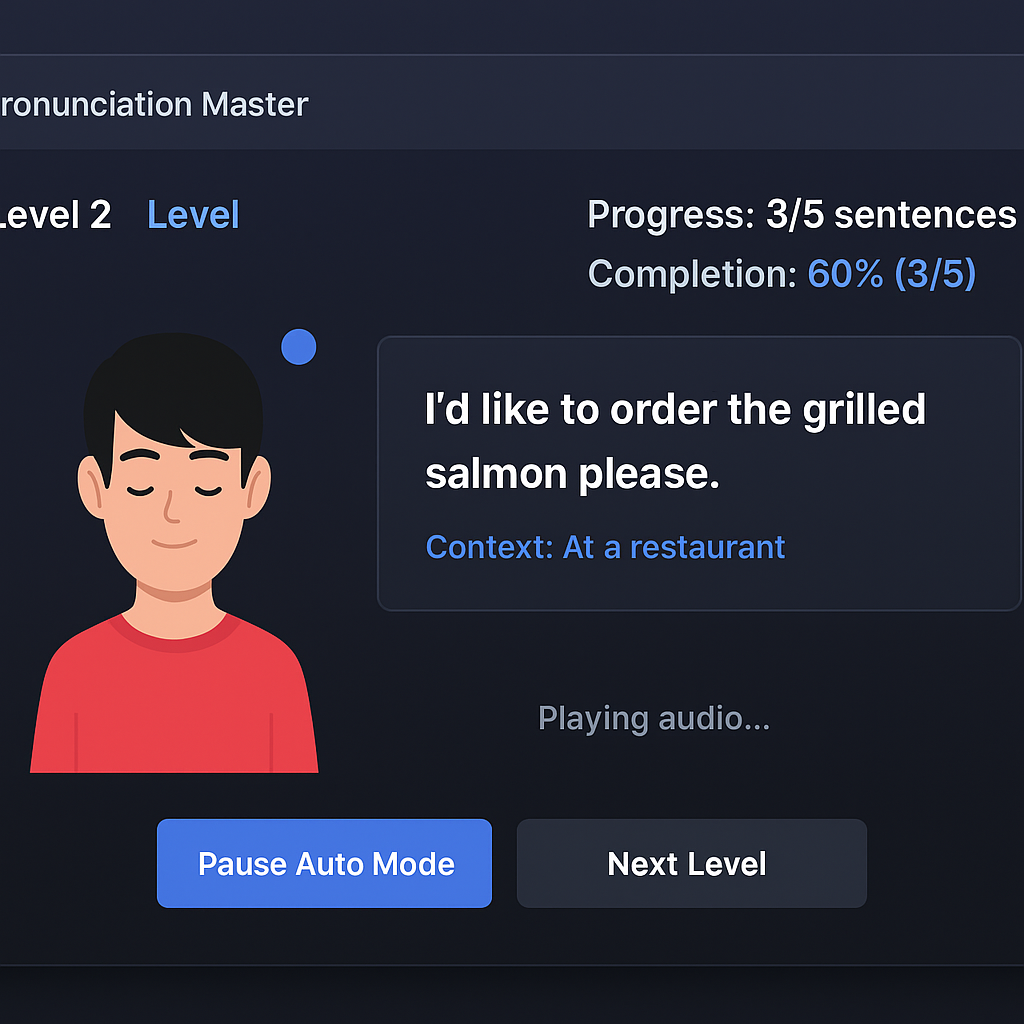 ronunciation Master
Level 2 Level
Progress: 3/5 sentences
Completion: 60% (3/5)
I'd like to order the grilled
salmon please.
Context: At a restaurant
Playing audio...
Pause Auto Mode
Next Level